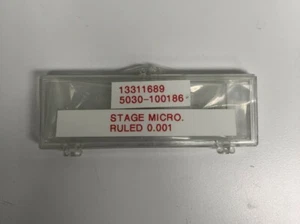 13311689
5030-100186
STAGE MICRO.
RULED 0.001